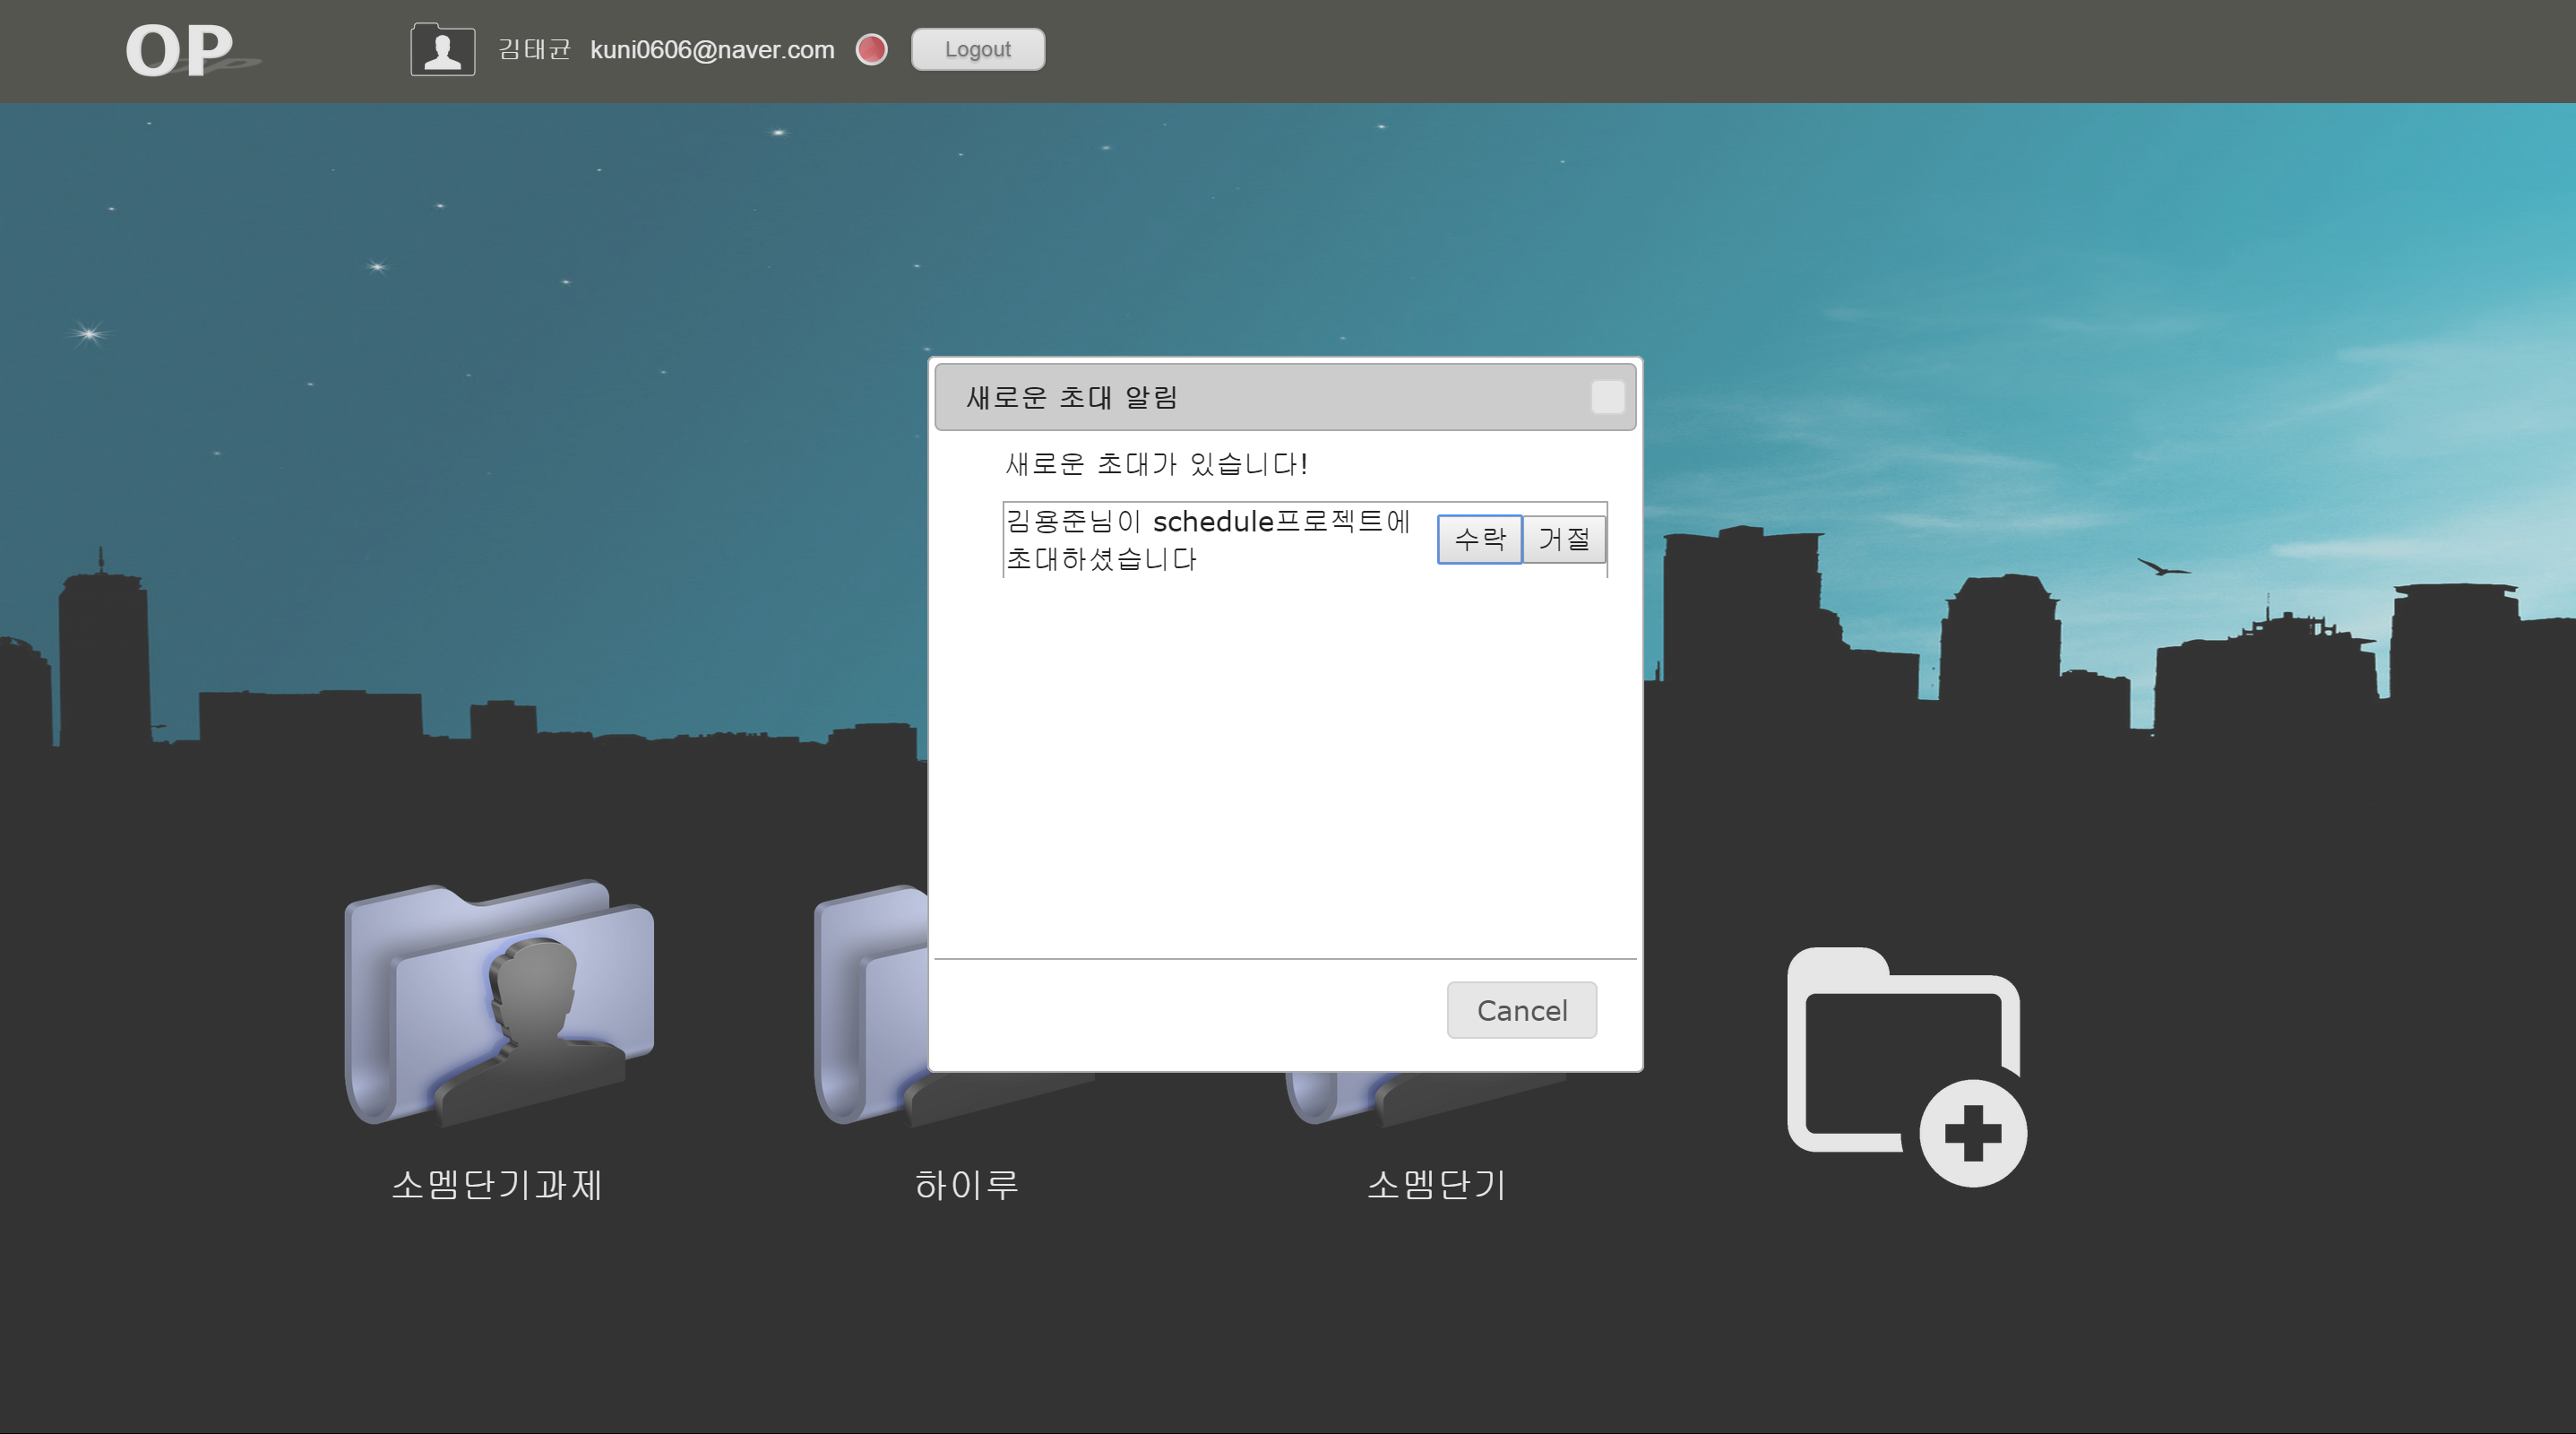 OP
김태균 kuni0606@naver.com Logout
새로운 초대 알림
새로운 초대가 있습니다!
김용준님이 schedule프로젝트에
초대하셨습니다
수락 거절
Cancel
소멤단기과제
하이루
소멤단기